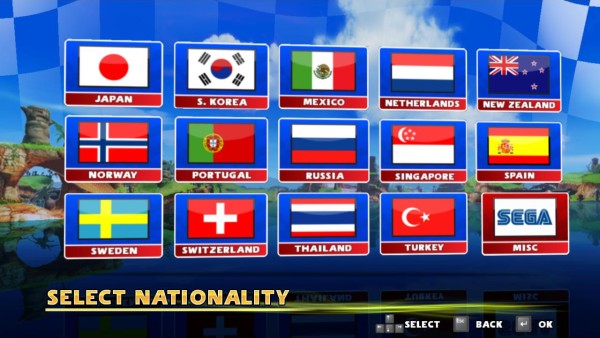 JAPAN
S. KOREA
MEXICO
NETHERLANDS
NEW ZEALAND
NORWAY
PORTUGAL
RUSSIA
SINGAPORE
SPAIN
SWEDEN
SWITZERLAND
THAILAND
TURKEY
SEGA
MISC
SELECT NATIONALITY
SELECT
BACK
OK